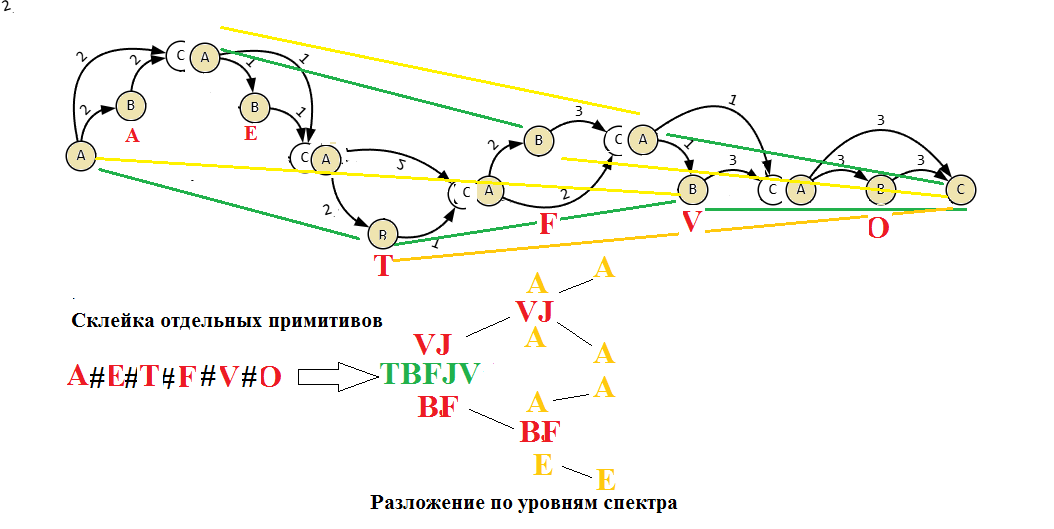 2.
2 2 C A 1 1 3 C A 1 3
2 B B 1 B 1 3 3
A A E C A 2 C A 2 B C A B C
2 B 1 F V O
T
A A
Склейка отдельных примитивов VJ VJ A
A#E#T#F#V#O TBFJV A A
BF A BF
E E
Разложение по уровням спектра